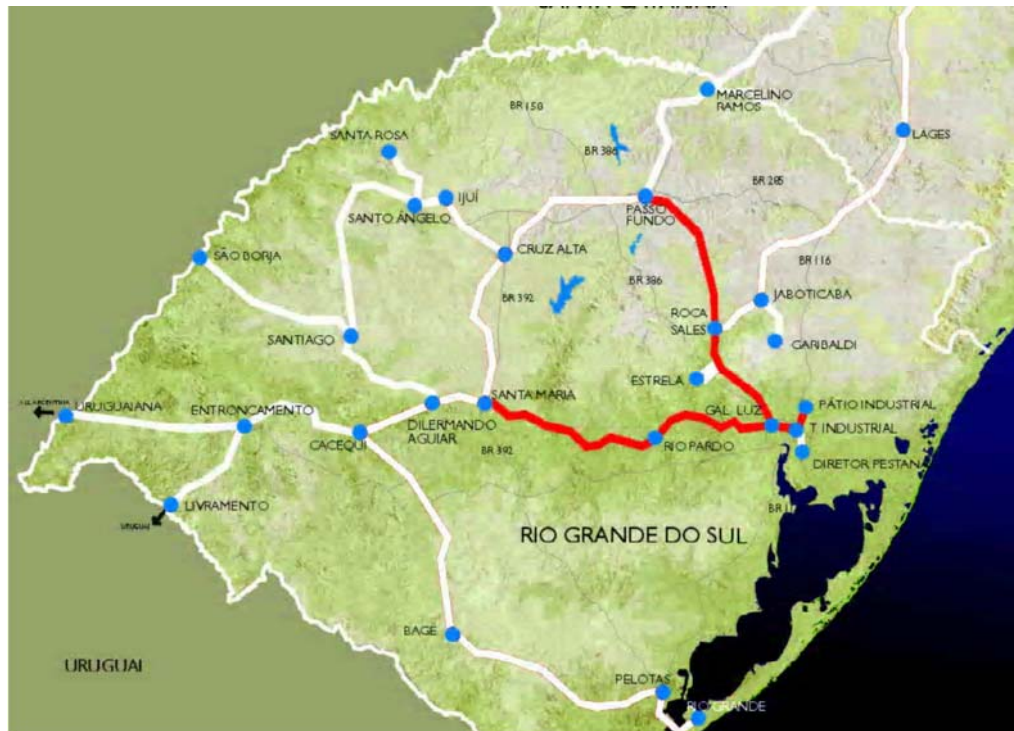 MARCELINO
RAMOS
BR 150
LAGES
SANTA ROSA
BR 386
BR 285
IJUÍ
SANTO ÂNGELO
PASSO
FUNDO
CRUZ ALTA
SÃO BORJA
BR 116
BR 386
BR 392
JABOTICABA
ROCA
SALES
SANTIAGO
GARIBALDI
ESTRELA
SANTA MARIA
URUGUAIANA
ENTRONCAMENTO
DILERMANDO
AGUIAR
GAL. LUZ
PÁTIO INDUSTRIAL
T INDUSTRIAL
CACEQUI
BR 392
RIO PARDO
DIRETOR PESTANA
LIVRAMENTO
URUGUAI
RIO GRANDE DO SUL
BAGÉ
URUGUAI
PELOTAS
RIO GRANDE